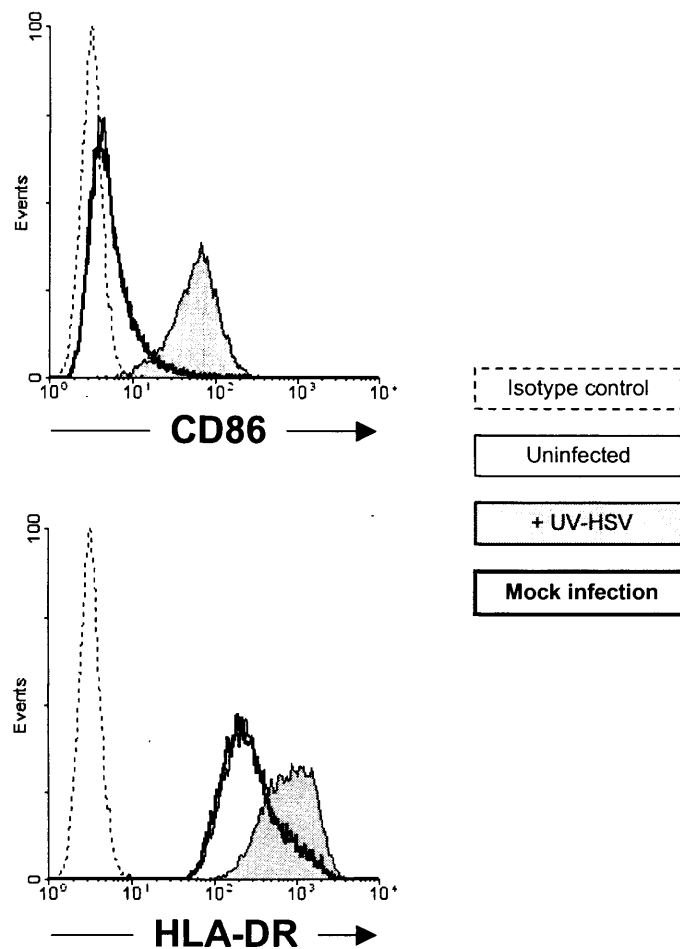 100
Events
0
10⁰ 10¹ 10² 10³ 10⁴
CD86
100
Events
0
10⁰ 10¹ 10² 10³ 10⁴
HLA-DR
Isotype control
Uninfected
+ UV-HSV
Mock infection